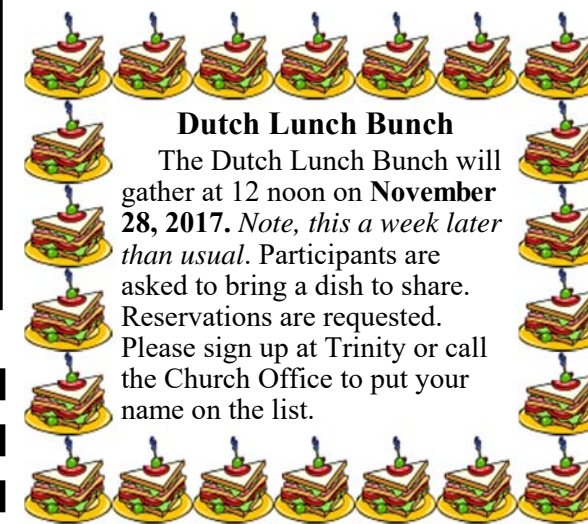 Dutch Lunch Bunch
The Dutch Lunch Bunch will
gather at 12 noon on November
28, 2017. Note, this a week later
than usual. Participants are
asked to bring a dish to share.
Reservations are requested.
Please sign up at Trinity or call
the Church Office to put your
name on the list.